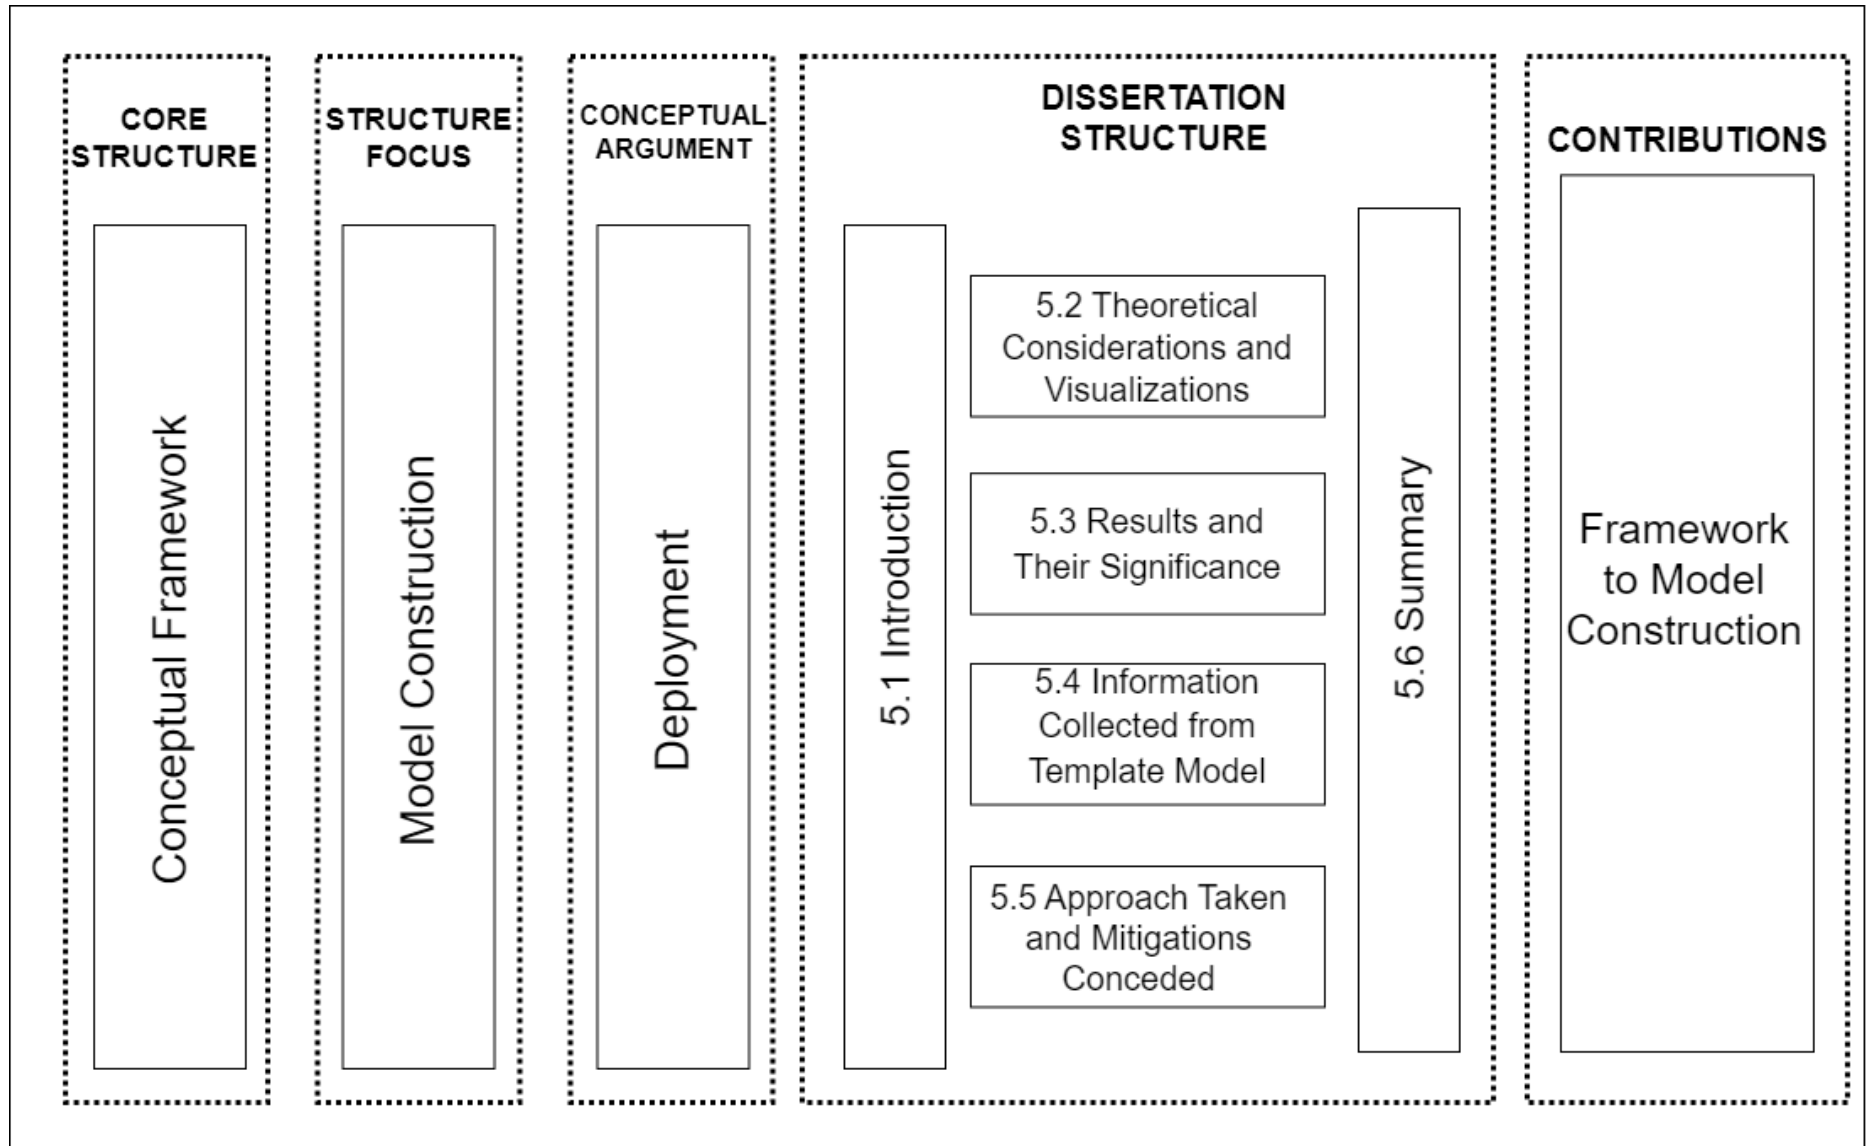 CORE
STRUCTURE
Conceptual Framework
STRUCTURE
FOCUS
Model Construction
CONCEPTUAL
ARGUMENT
Deployment
DISSERTATION
STRUCTURE
5.1 Introduction
5.2 Theoretical
Considerations and
Visualizations
5.3 Results and
Their Significance
5.4 Information
Collected from
Template Model
5.5 Approach Taken
and Mitigations
Conceded
5.6 Summary
CONTRIBUTIONS
Framework
to Model
Construction